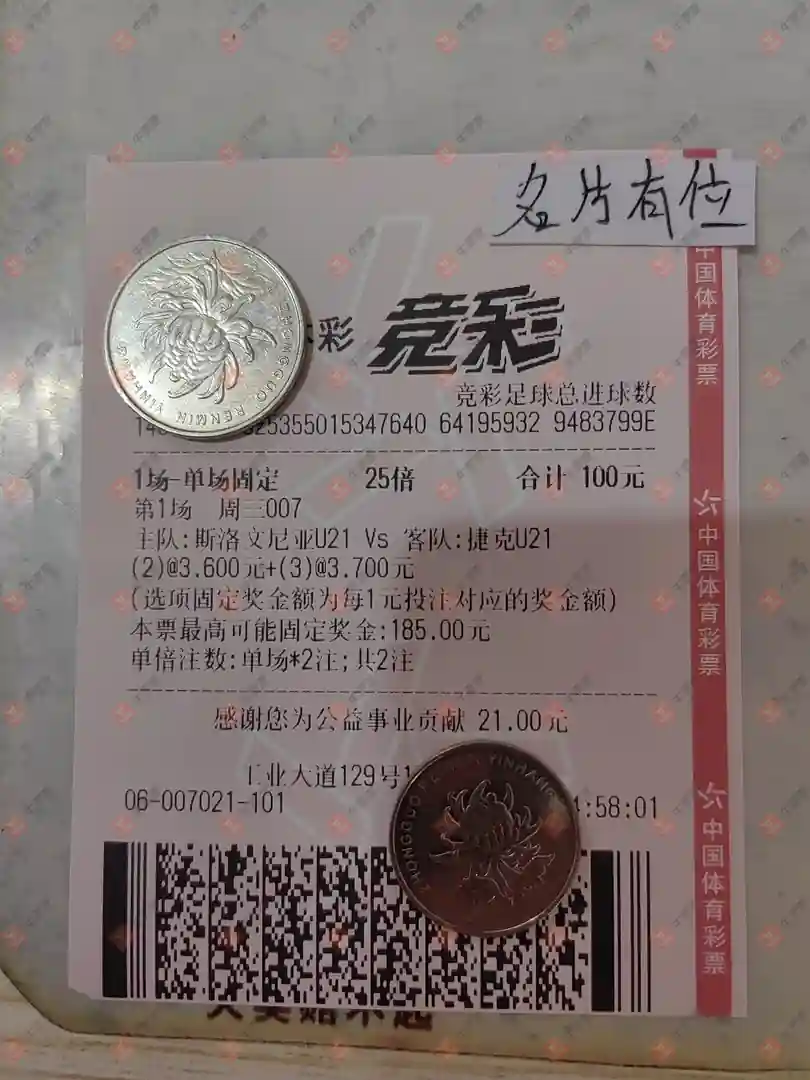 名片有位
彩 竞彩
竞彩足球总进球数
5355015347640 64195932 9483799E
1场-单场固定 25倍 合计 100元
第1场 周三007
主队:斯洛文尼亚U21 Vs 客队:捷克U21
(2)@3.600元+(3)@3.700元
(选项固定奖金额为每1元投注对应的奖金额)
本票最高可能固定奖金:185.00元
单倍注数:单场*2注;共2注
感谢您为公益事业贡献 21.00元
工业大道129号
06-007021-101 :58:01
中国体育彩票
中国体育彩票
中国体育彩票
ZHONGGUO RENMIN YINHANG
ZHONGGUO RENMIN YINHANG